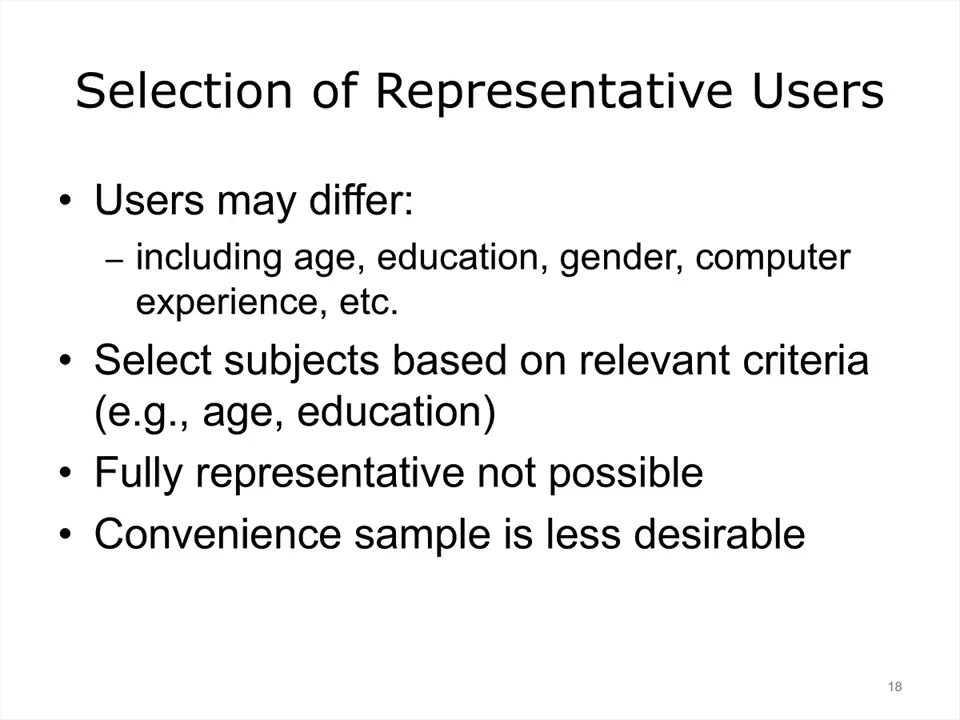 Selection of Representative Users
• Users may differ:
– including age, education, gender, computer
experience, etc.
• Select subjects based on relevant criteria
(e.g., age, education)
• Fully representative not possible
• Convenience sample is less desirable
18